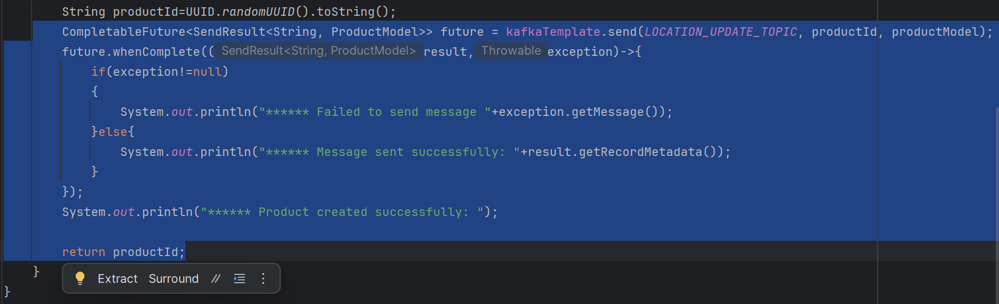 String productId=UUID.randomUUID().toString();
CompletableFuture<SendResult<String, ProductModel>> future = kafkaTemplate.send(LOCATION_UPDATE_TOPIC, productId, productModel);
future.whenComplete(( SendResult<String, ProductModel> result, Throwable exception)->{
if(exception!=null)
{
System.out.println("****** Failed to send message "+exception.getMessage());
}else{
System.out.println("****** Message sent successfully: "+result.getRecordMetadata());
}
});
System.out.println("****** Product created successfully: ");
return productId;
}
Extract Surround //
}